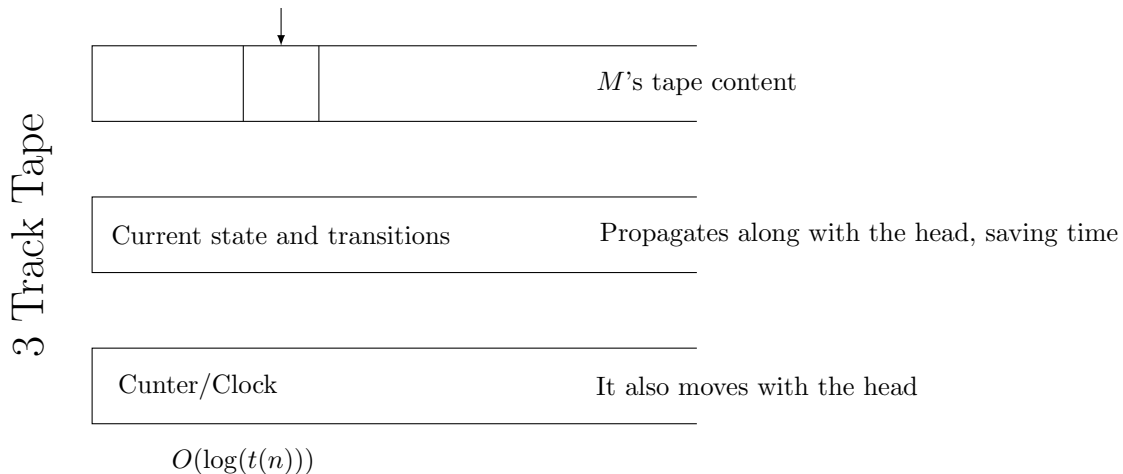 3 Track Tape
M's tape content
Current state and transitions
Propagates along with the head, saving time
Cunter/Clock
It also moves with the head
O(log(t(n)))